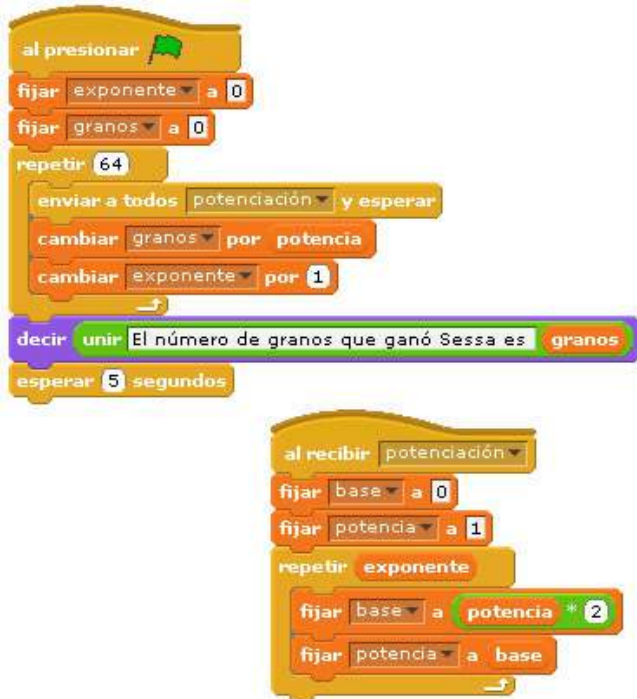 al presionar
fijar exponente a 0
fijar granos a 0
repetir 64
enviar a todos potenciación y esperar
cambiar granos por potencia
cambiar exponente por 1
decir unir El número de granos que ganó Sessa es granos
esperar 5 segundos
al recibir potenciación
fijar base a 0
fijar potencia a 1
repetir exponente
fijar base a potencia * 2
fijar potencia a base